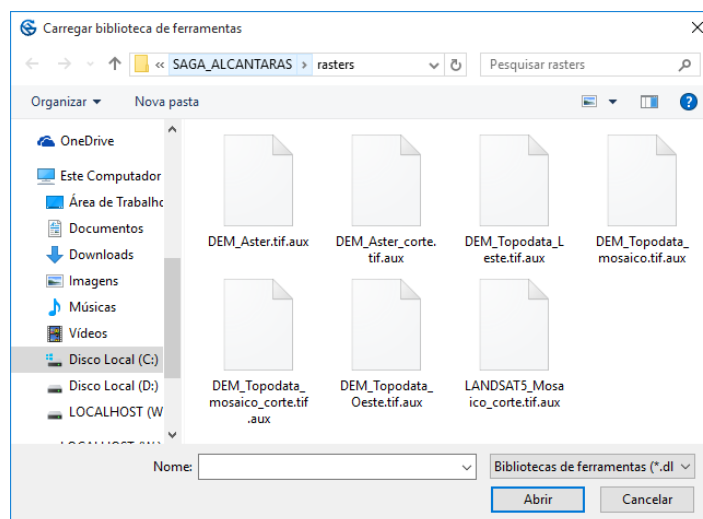 Carregar biblioteca de ferramentas
« SAGA_ALCANTARAS > rasters
Pesquisar rasters
Organizar
Nova pasta
OneDrive
Este Computador
Área de Trabalho
Documentos
Downloads
Imagens
Músicas
Vídeos
Disco Local (C:)
Disco Local (D:)
LOCALHOST (W
DEM_Aster.tif.aux
DEM_Aster_corte.
tif.aux
DEM_Topodata_L
este.tif.aux
DEM_Topodata_
mosaico.tif.aux
DEM_Topodata_
mosaico_corte.tif
.aux
DEM_Topodata_
Oeste.tif.aux
LANDSAT5_Mosa
ico_corte.tif.aux
Nome:
Bibliotecas de ferramentas (*.dl
Abrir
Cancelar